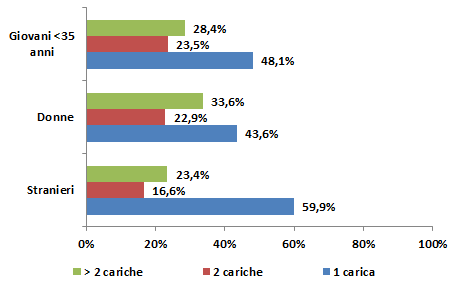 Giovani <35
anni
28,4%
23,5%
48,1%
Donne
33,6%
22,9%
43,6%
Stranieri
23,4%
16,6%
59,9%
0% 20% 40% 60% 80% 100%
> 2 cariche 2 cariche 1 carica